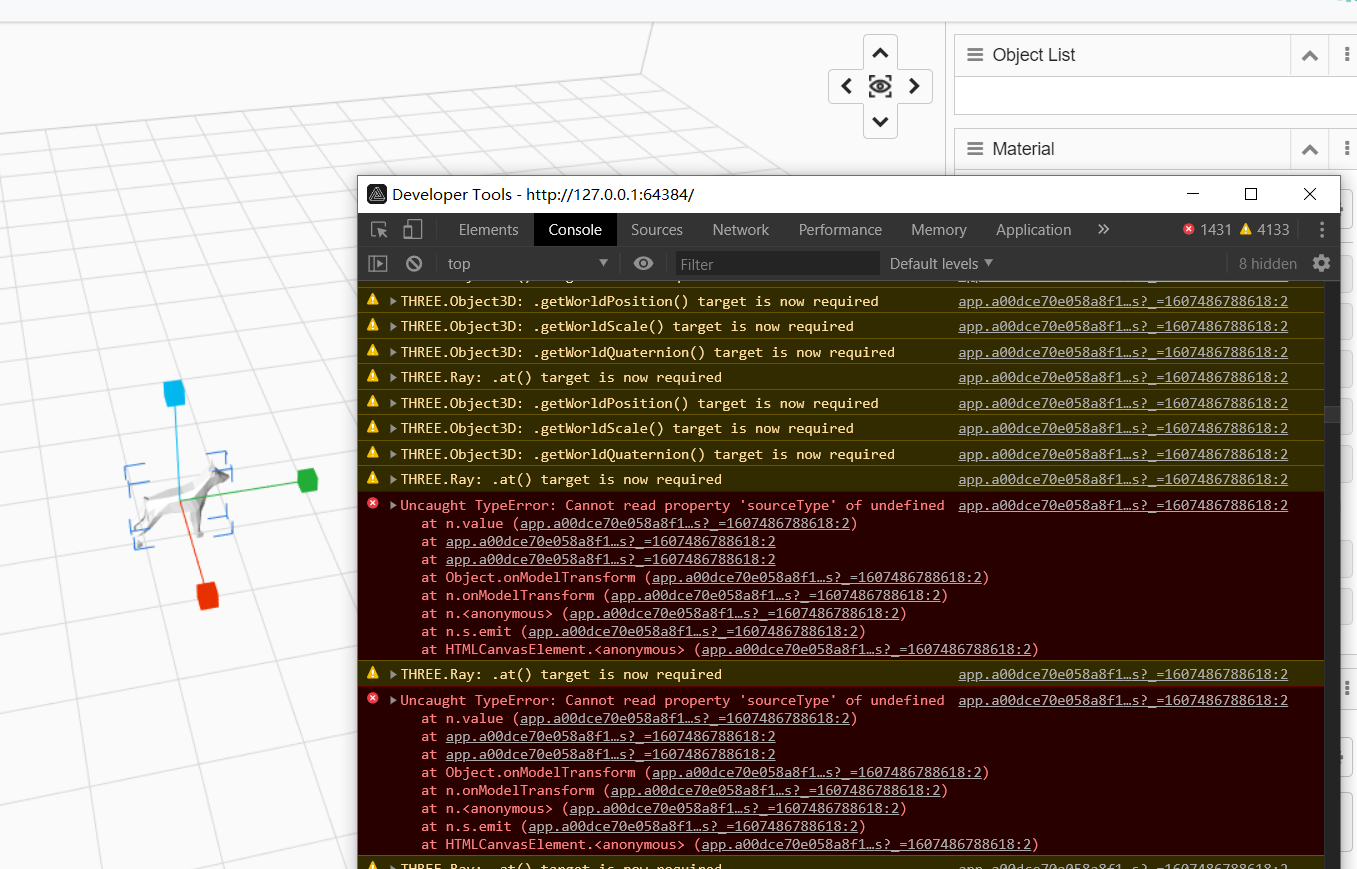 Object List
Material
Developer Tools - http://127.0.0.1:64384/
Elements Console Sources Network Performance Memory Application » 1431 4133
top Filter Default levels ▼ 8 hidden
THREE.Object3D: .getWorldPosition() target is now required app.a00dce70e058a8f1…s?_=1607486788618:2
THREE.Object3D: .getWorldScale() target is now required app.a00dce70e058a8f1…s?_=1607486788618:2
THREE.Object3D: .getWorldQuaternion() target is now required app.a00dce70e058a8f1…s?_=1607486788618:2
THREE.Ray: .at() target is now required app.a00dce70e058a8f1…s?_=1607486788618:2
THREE.Object3D: .getWorldPosition() target is now required app.a00dce70e058a8f1…s?_=1607486788618:2
THREE.Object3D: .getWorldScale() target is now required app.a00dce70e058a8f1…s?_=1607486788618:2
THREE.Object3D: .getWorldQuaternion() target is now required app.a00dce70e058a8f1…s?_=1607486788618:2
THREE.Ray: .at() target is now required app.a00dce70e058a8f1…s?_=1607486788618:2
Uncaught TypeError: Cannot read property 'sourceType' of undefined app.a00dce70e058a8f1…s?_=1607486788618:2
at n.value (app.a00dce70e058a8f1…s?_=1607486788618:2)
at app.a00dce70e058a8f1…s?_=1607486788618:2
at app.a00dce70e058a8f1…s?_=1607486788618:2
at Object.onModelTransform (app.a00dce70e058a8f1…s?_=1607486788618:2)
at n.onModelTransform (app.a00dce70e058a8f1…s?_=1607486788618:2)
at n.<anonymous> (app.a00dce70e058a8f1…s?_=1607486788618:2)
at n.s.emit (app.a00dce70e058a8f1…s?_=1607486788618:2)
at HTMLCanvasElement.<anonymous> (app.a00dce70e058a8f1…s?_=1607486788618:2)
THREE.Ray: .at() target is now required app.a00dce70e058a8f1…s?_=1607486788618:2
Uncaught TypeError: Cannot read property 'sourceType' of undefined app.a00dce70e058a8f1…s?_=1607486788618:2
at n.value (app.a00dce70e058a8f1…s?_=1607486788618:2)
at app.a00dce70e058a8f1…s?_=1607486788618:2
at app.a00dce70e058a8f1…s?_=1607486788618:2
at Object.onModelTransform (app.a00dce70e058a8f1…s?_=1607486788618:2)
at n.onModelTransform (app.a00dce70e058a8f1…s?_=1607486788618:2)
at n.<anonymous> (app.a00dce70e058a8f1…s?_=1607486788618:2)
at n.s.emit (app.a00dce70e058a8f1…s?_=1607486788618:2)
at HTMLCanvasElement.<anonymous> (app.a00dce70e058a8f1…s?_=1607486788618:2)
THREE.Ray: .at() target is now required app.a00dce70e058a8f1…s?_=1607486788618:2